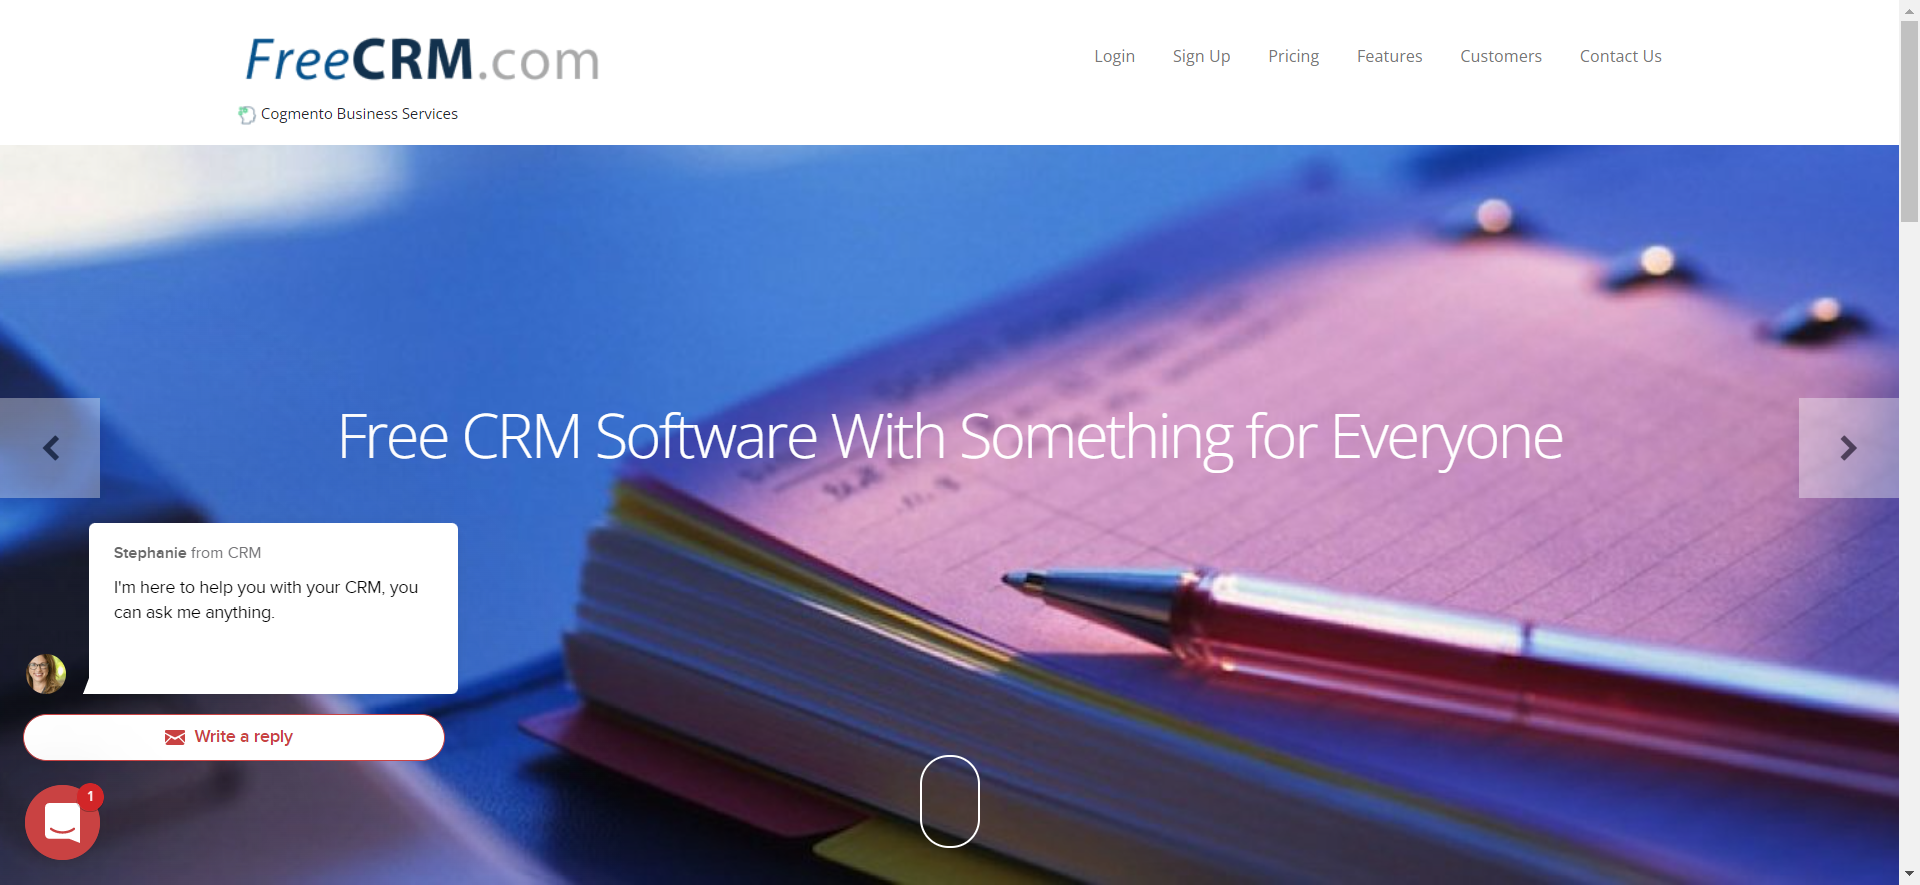 FreeCRM.com
Login Sign Up Pricing Features Customers Contact Us
Cogmento Business Services
Free CRM Software With Something for Everyone
Stephanie from CRM
I'm here to help you with your CRM, you
can ask me anything.
Write a reply
1